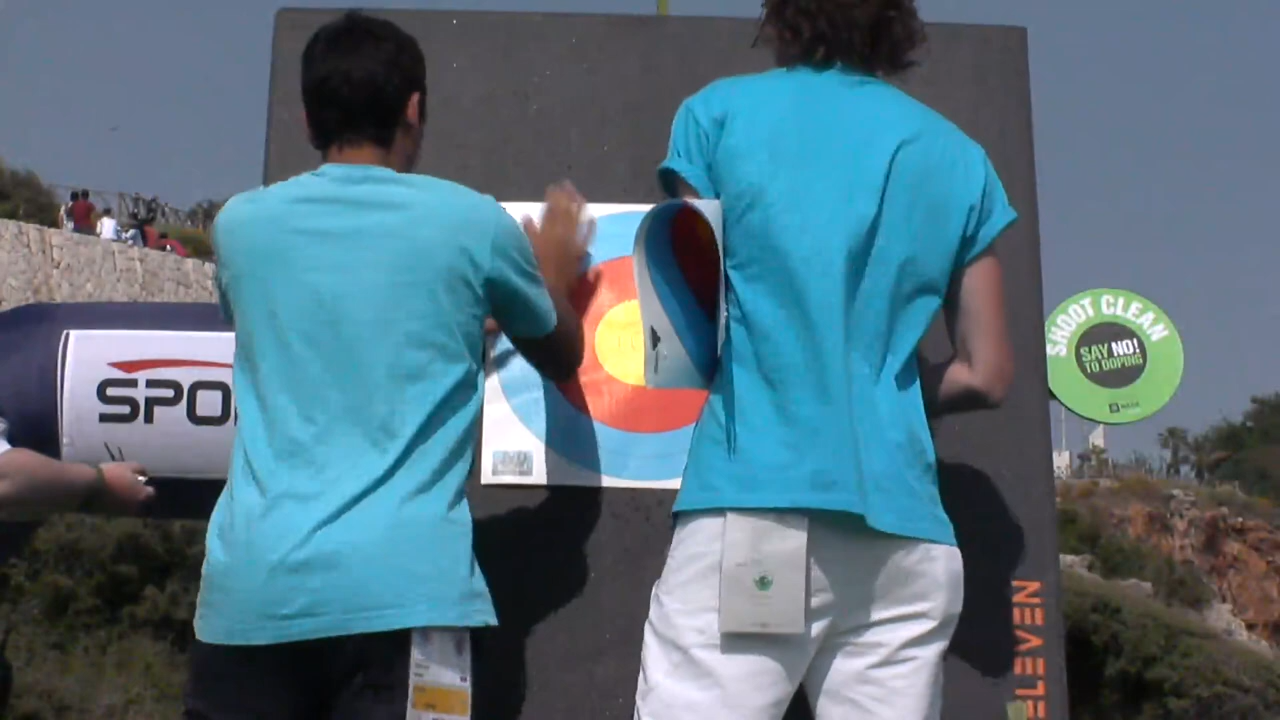 SPO
SHOOT CLEAN
SAY NO!
TO DOPING
ELEVEN